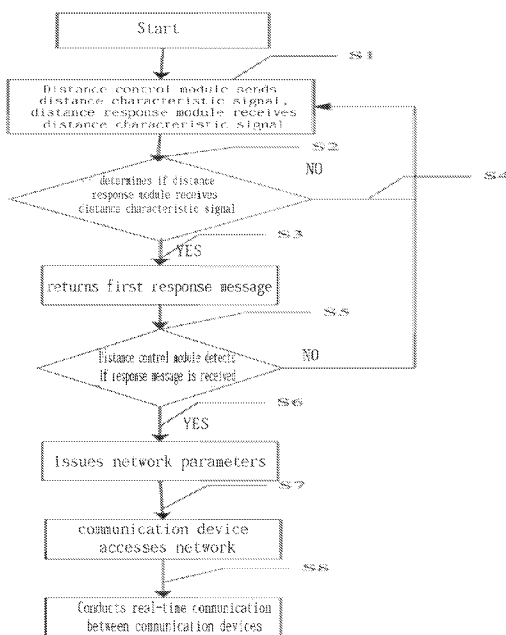 Start
S1
Distance control module sends
distance characteristic signal,
distance response module receives
distance characteristic signal
S2
NO
determines if distance
response module receives
distance characteristic signal
S4
S3
YES
returns first response message
S5
Distance control module detects
if response message is received
NO
S6
YES
issues network parameters
S7
communication device
accesses network
S8
Conducts real-time communication
between communication devices